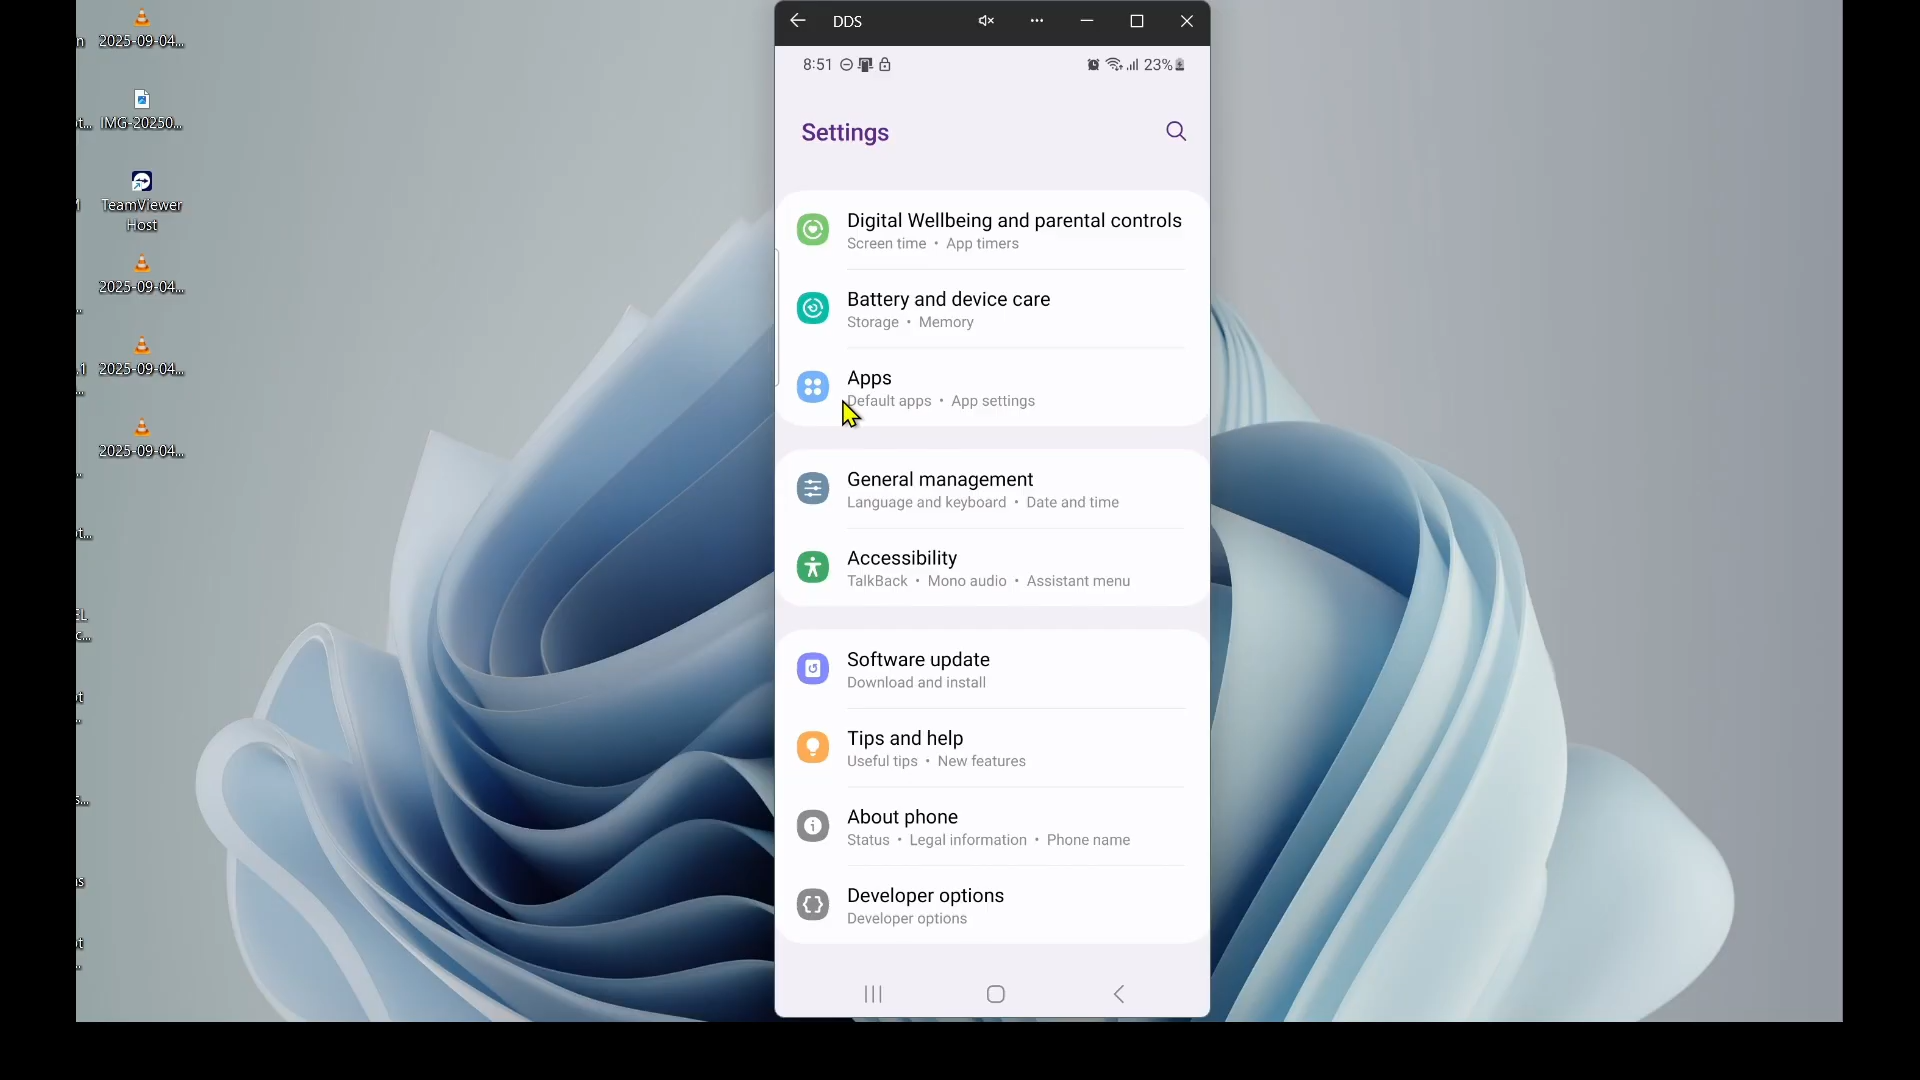 2025-09-04...
IMG-20250...
TeamViewer
Host
2025-09-04...
2025-09-04...
2025-09-04...
DDS
8:51
23%
Settings
Digital Wellbeing and parental controls
Screen time • App timers
Battery and device care
Storage • Memory
Apps
Default apps • App settings
General management
Language and keyboard • Date and time
Accessibility
TalkBack • Mono audio • Assistant menu
Software update
Download and install
Tips and help
Useful tips • New features
About phone
Status • Legal information • Phone name
Developer options
Developer options